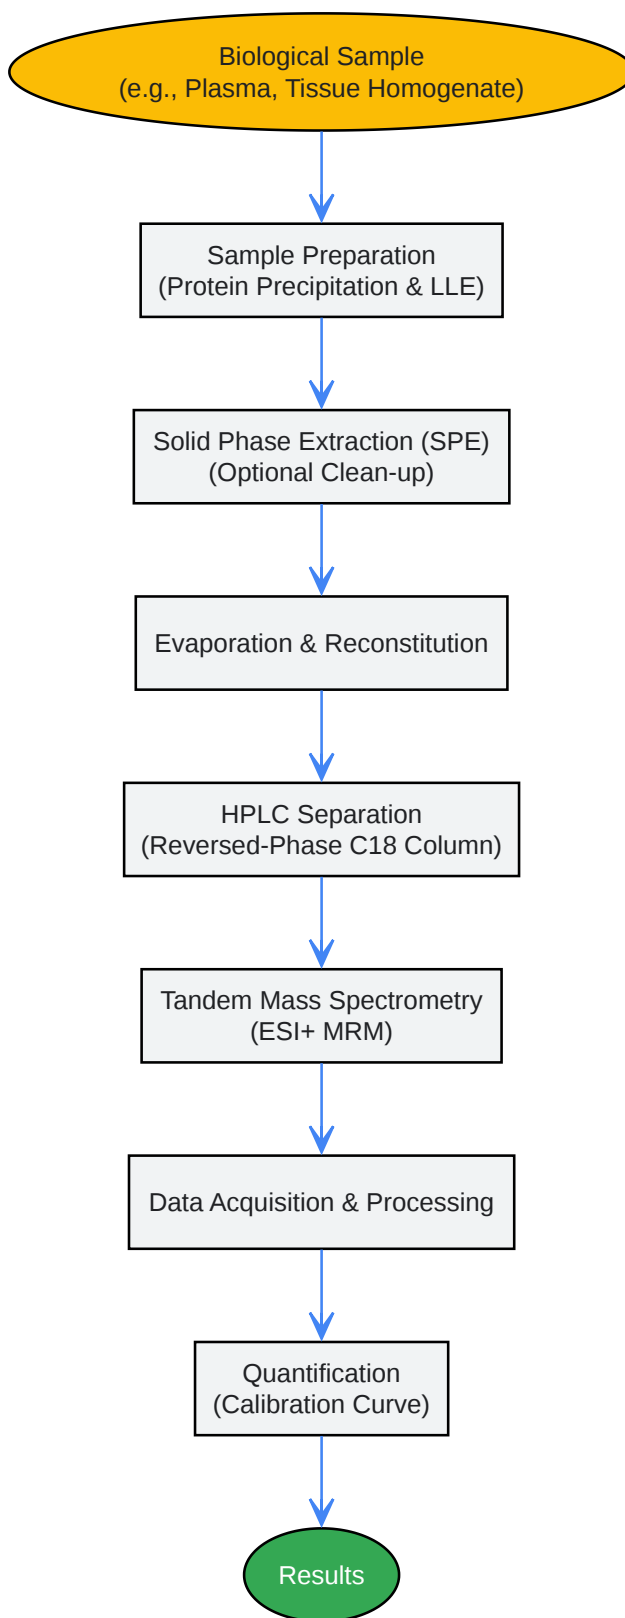 Biological Sample
(e.g., Plasma, Tissue Homogenate)
Sample Preparation
(Protein Precipitation & LLE)
Solid Phase Extraction (SPE)
(Optional Clean-up)
Evaporation & Reconstitution
HPLC Separation
(Reversed-Phase C18 Column)
Tandem Mass Spectrometry
(ESI+ MRM)
Data Acquisition & Processing
Quantification
(Calibration Curve)
Results